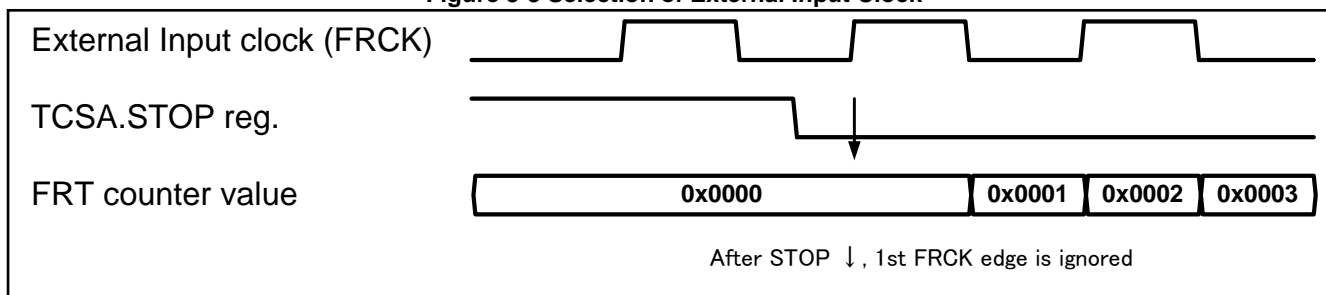 External Input clock (FRCK)
TCSA.STOP reg.
FRT counter value
0x0000 0x0001 0x0002 0x0003
After STOP ↓, 1st FRCK edge is ignored